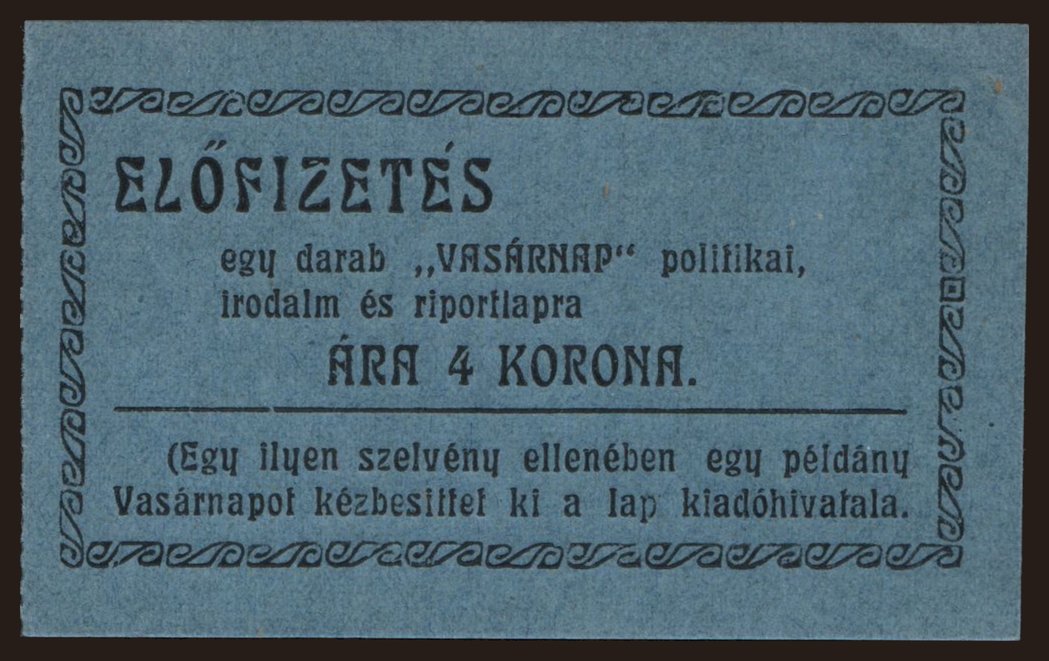 ELŐFIZETÉS
egy darab „VASÁRNAP“ politikai,
irodalm és riportlapra
ÁRA 4 KORONA.
(Egy ilyen szelvény ellenében egy példány
Vasárnapot kézbesittet ki a lap kiadóhivatala.